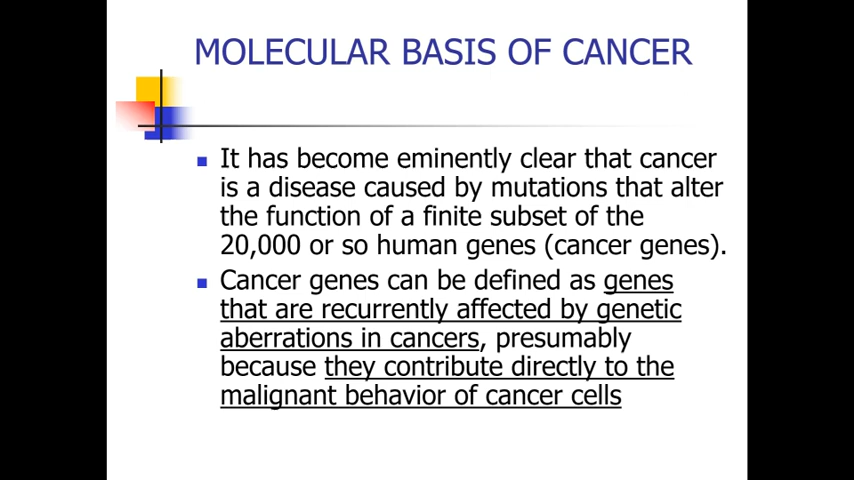 MOLECULAR BASIS OF CANCER
It has become eminently clear that cancer
is a disease caused by mutations that alter
the function of a finite subset of the
20,000 or so human genes (cancer genes).
Cancer genes can be defined as genes
that are recurrently affected by genetic
aberrations in cancers, presumably
because they contribute directly to the
malignant behavior of cancer cells